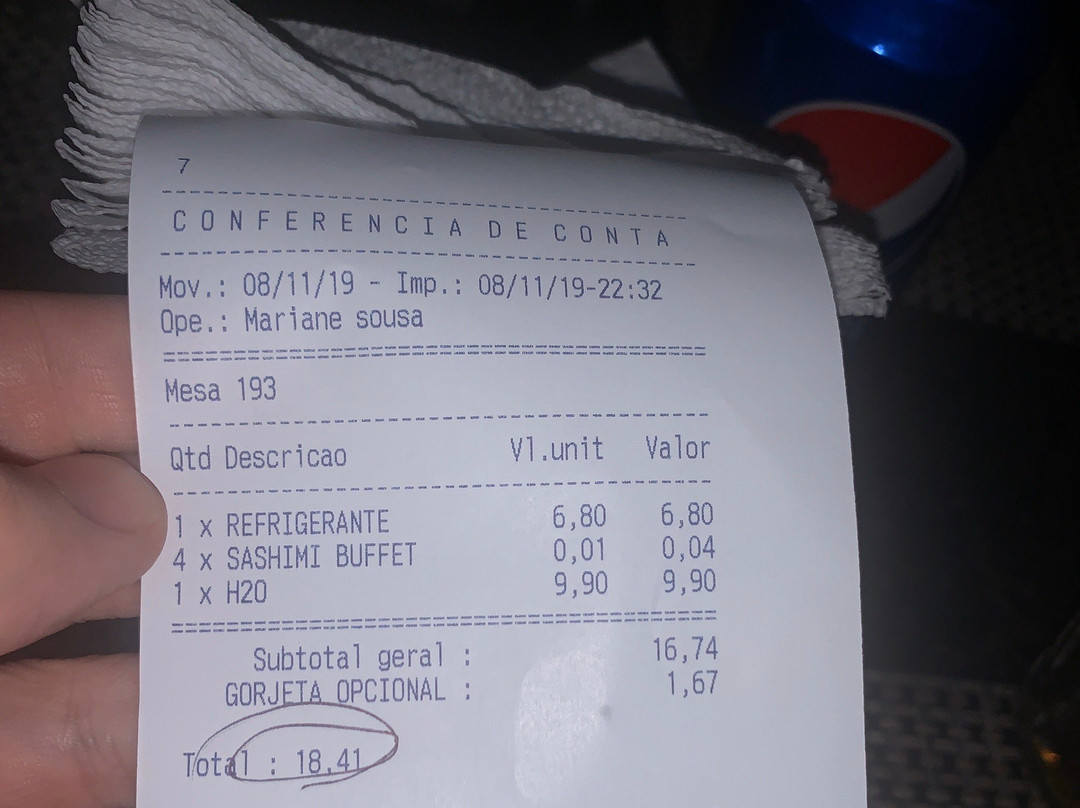 7
CONFERENCIA DE CONTA
Mov.: 08/11/19 - Imp.: 08/11/19-22:32
Ope.: Mariane sousa
Mesa 193
Qtd Descricao Vl.unit Valor
1 x REFRIGERANTE 6,80 6,80
4 x SASHIMI BUFFET 0,01 0,04
1 x H2O 9,90 9,90
Subtotal geral : 16,74
GORJETA OPCIONAL : 1,67
Total : 18,41